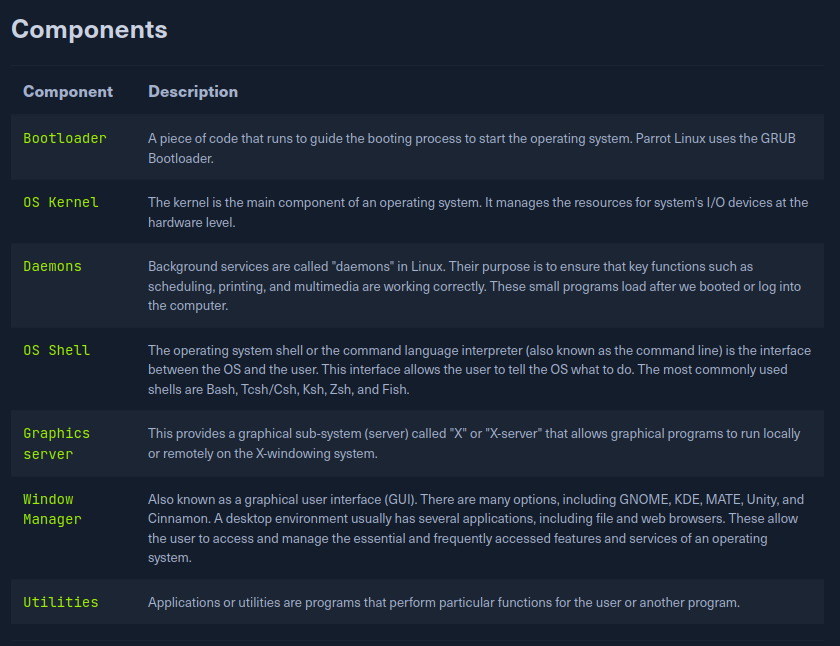 Components
Component Description
Bootloader A piece of code that runs to guide the booting process to start the operating system. Parrot Linux uses the GRUB
Bootloader.
OS Kernel The kernel is the main component of an operating system. It manages the resources for system's I/O devices at the
hardware level.
Daemons Background services are called "daemons" in Linux. Their purpose is to ensure that key functions such as
scheduling, printing, and multimedia are working correctly. These small programs load after we booted or log into
the computer.
OS Shell The operating system shell or the command language interpreter (also known as the command line) is the interface
between the OS and the user. This interface allows the user to tell the OS what to do. The most commonly used
shells are Bash, Tcsh/Csh, Ksh, Zsh, and Fish.
Graphics
server
This provides a graphical sub-system (server) called "X" or "X-server" that allows graphical programs to run locally
or remotely on the X-windowing system.
Window
Manager
Also known as a graphical user interface (GUI). There are many options, including GNOME, KDE, MATE, Unity, and
Cinnamon. A desktop environment usually has several applications, including file and web browsers. These allow
the user to access and manage the essential and frequently accessed features and services of an operating
system.
Utilities Applications or utilities are programs that perform particular functions for the user or another program.